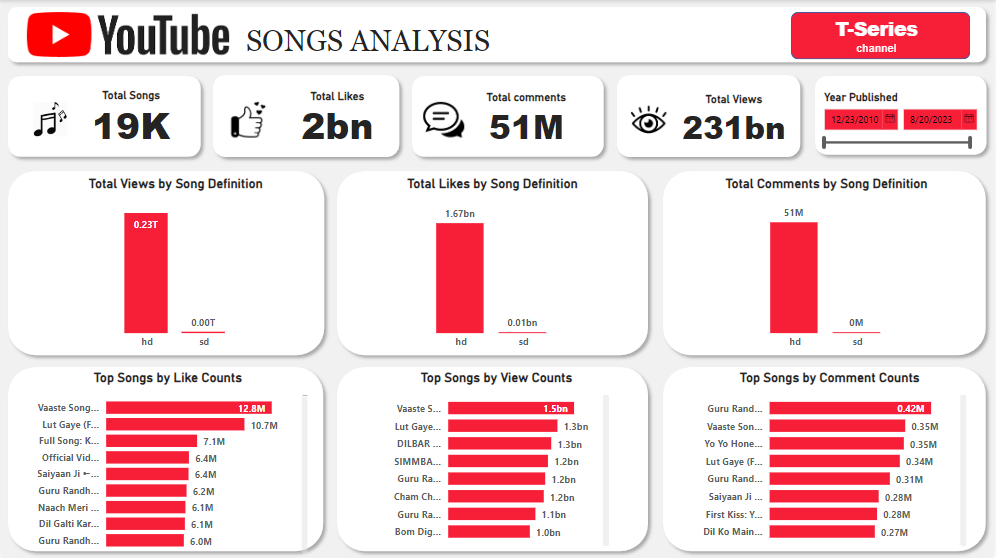 YouTube SONGS ANALYSIS
T-Series
channel
Total Songs
19K
Total Likes
2bn
Total comments
51M
Total Views
231bn
Year Published
12/23/2010
8/20/2023
Total Views by Song Definition
0.23T
0.00T
hd
sd
Total Likes by Song Definition
1.67bn
0.01bn
hd
sd
Total Comments by Song Definition
51M
0M
hd
sd
Top Songs by Like Counts
Vaaste Song... 12.8M
Lut Gaye (F... 10.7M
Full Song: K... 7.1M
Official Vid... 6.4M
Saiyaan Ji ►... 6.4M
Guru Randh... 6.2M
Naach Meri ... 6.1M
Dil Galti Kar... 6.1M
Guru Randh... 6.0M
Top Songs by View Counts
Vaaste S... 1.5bn
Lut Gaye... 1.3bn
DILBAR ... 1.3bn
SIMMBA... 1.2bn
Guru Ra... 1.2bn
Cham Ch... 1.2bn
Guru Ra... 1.1bn
Bom Dig... 1.0bn
Top Songs by Comment Counts
Guru Rand... 0.42M
Vaaste Son... 0.35M
Yo Yo Hone... 0.35M
Lut Gaye (F... 0.34M
Guru Rand... 0.31M
Saiyaan Ji ... 0.28M
First Kiss: Y... 0.28M
Dil Ko Main... 0.27M